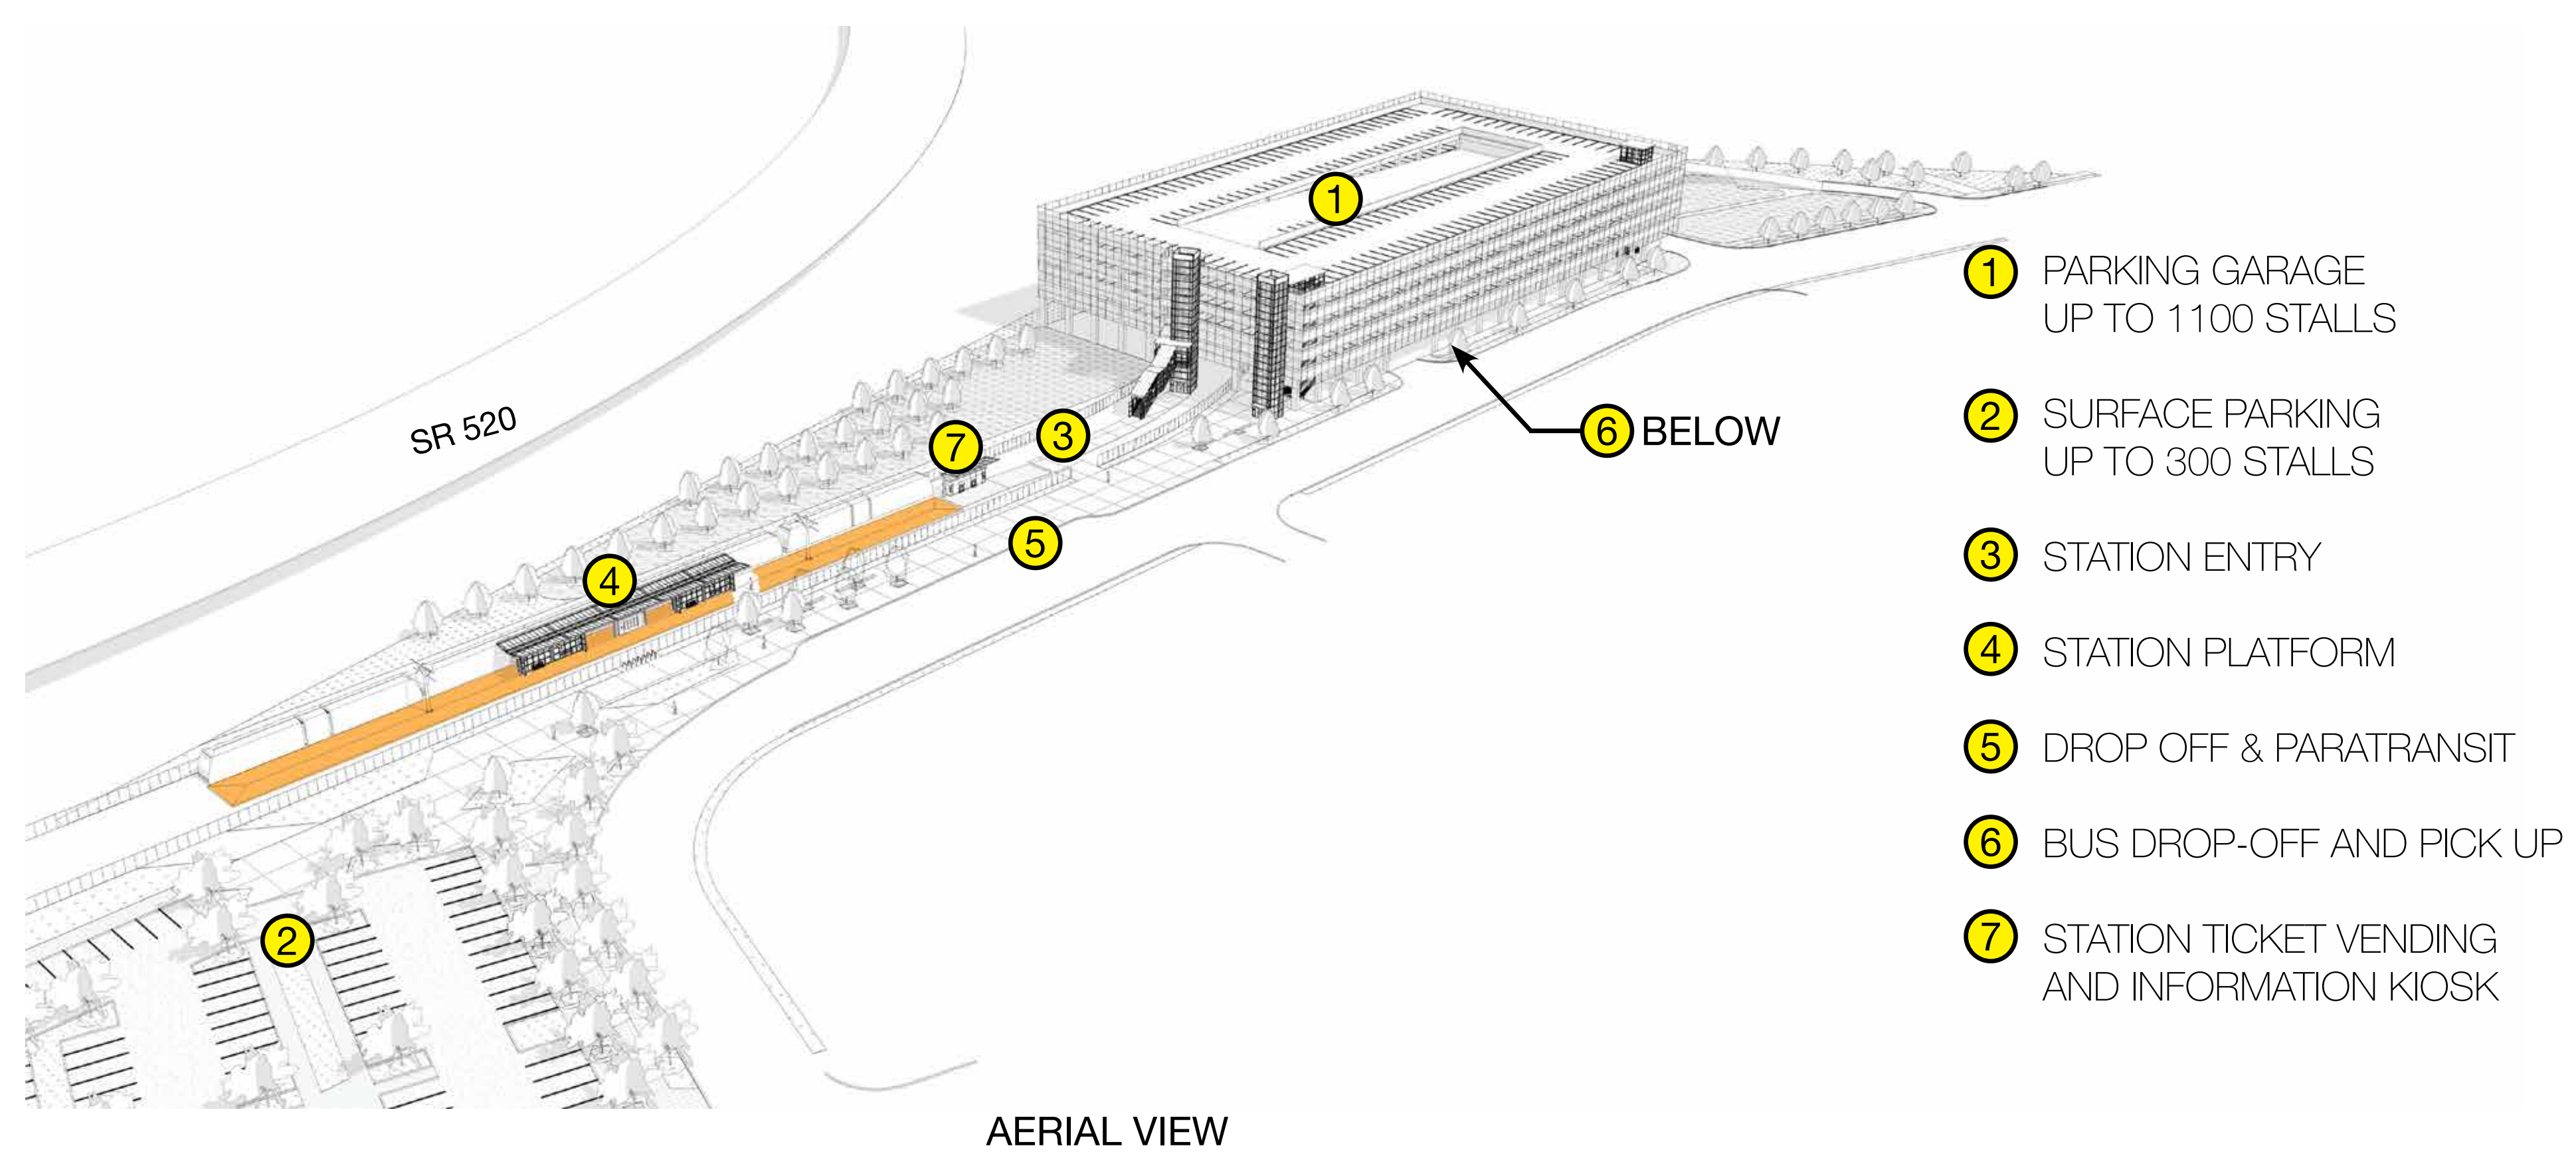 SR 520
1
7
3
6 BELOW
5
4
2
1 PARKING GARAGE
UP TO 1100 STALLS
2 SURFACE PARKING
UP TO 300 STALLS
3 STATION ENTRY
4 STATION PLATFORM
5 DROP OFF & PARATRANSIT
6 BUS DROP-OFF AND PICK UP
7 STATION TICKET VENDING
AND INFORMATION KIOSK
AERIAL VIEW